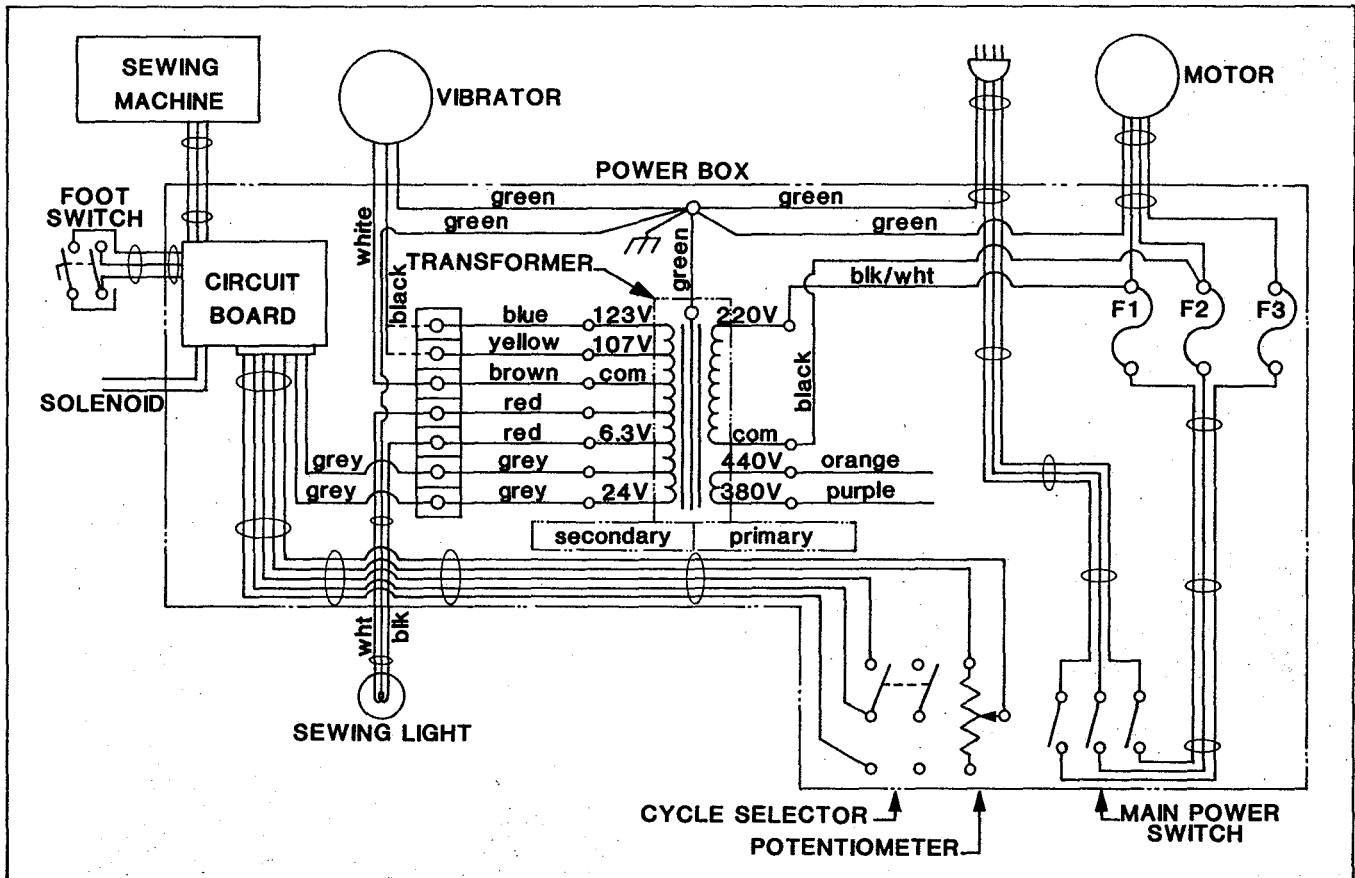 SEWING
MACHINE
VIBRATOR
MOTOR
POWER BOX
FOOT
SWITCH
green
green
green
green
white
black
green
TRANSFORMER
blk/wht
CIRCUIT
BOARD
F1
F2
F3
blue
123V
220V
yellow
107V
brown
com
black
SOLENOID
red
red
6.3V
com
grey
grey
440V
orange
grey
grey
24V
380V
purple
secondary
primary
wht
blk
SEWING LIGHT
CYCLE SELECTOR
POTENTIOMETER
MAIN POWER
SWITCH